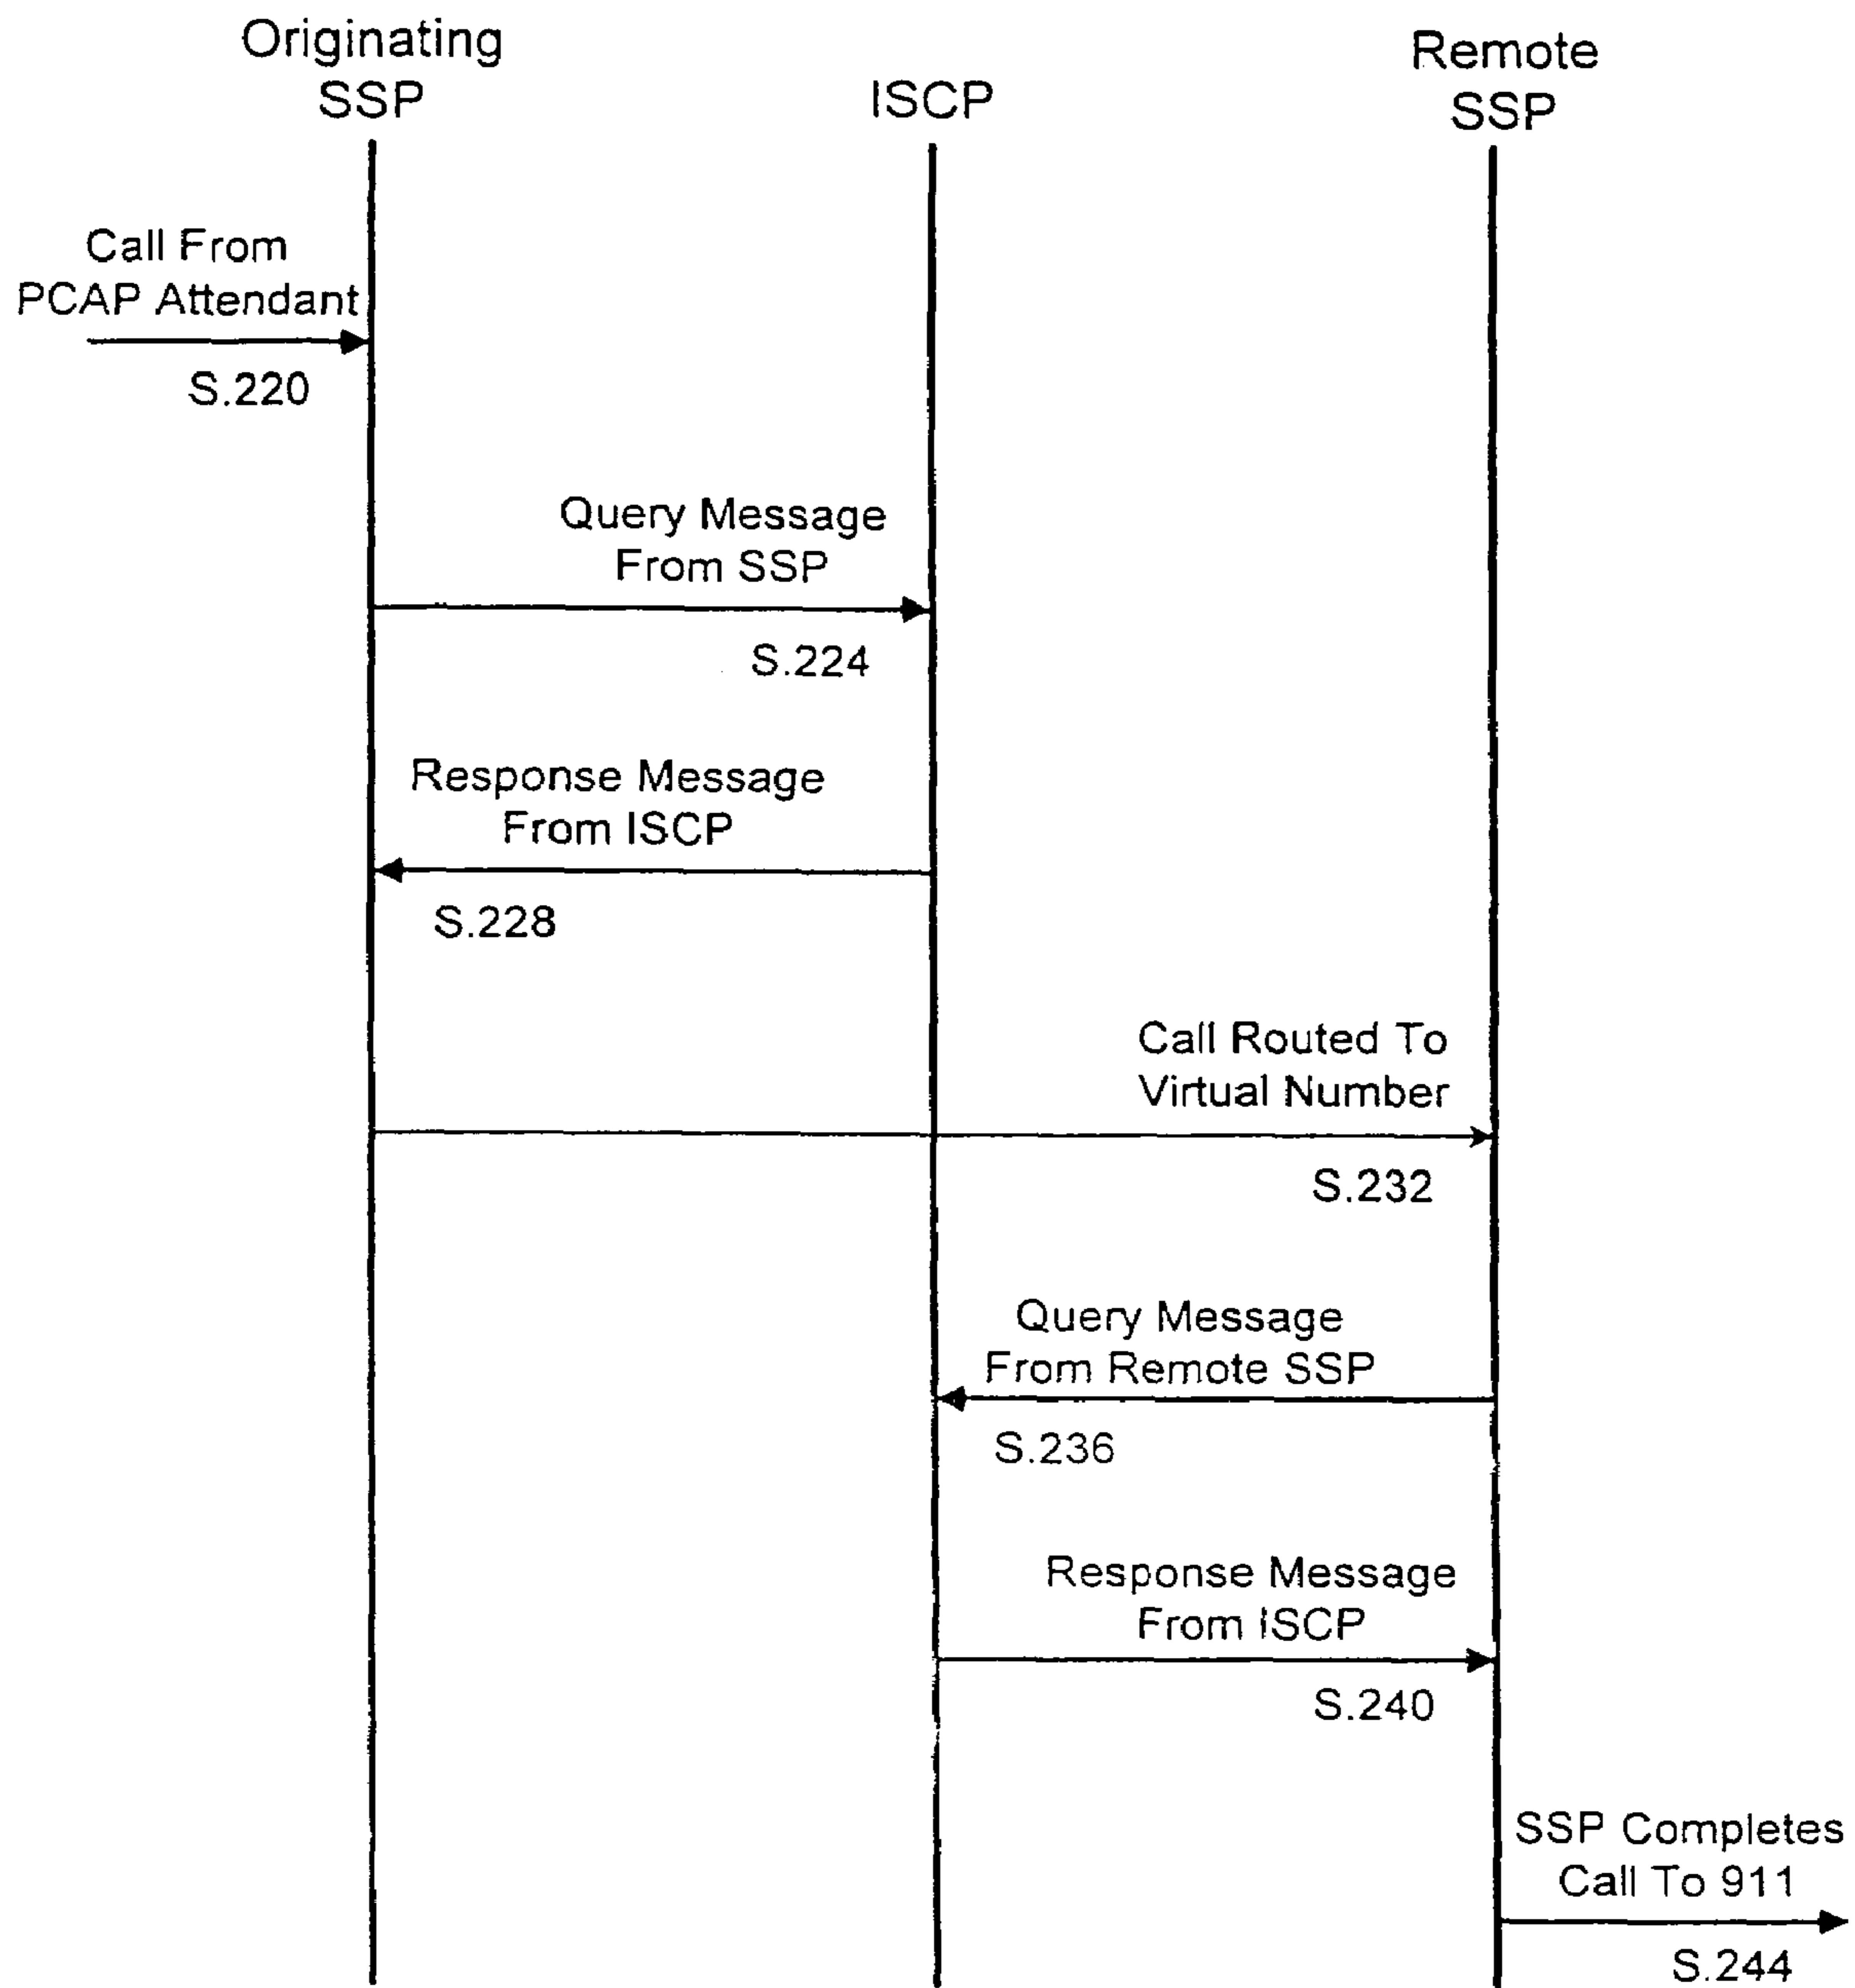 Originating
SSP
ISCP
Remote
SSP
Call From
PCAP Attendant
S.220
Query Message
From SSP
S.224
Response Message
From ISCP
S.228
Call Routed To
Virtual Number
S.232
Query Message
From Remote SSP
S.236
Response Message
From ISCP
S.240
SSP Completes
Call To 911
S.244